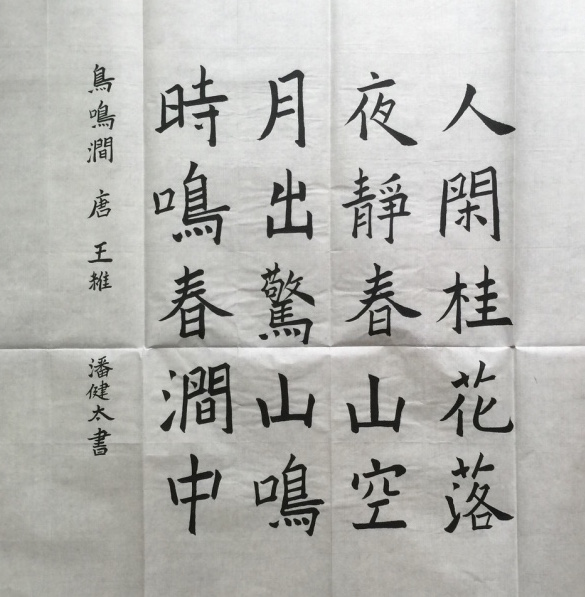 人閑桂花落
夜靜春山空
月出驚山鳴
時鳴春澗中
鳥鳴澗 唐 王維 潘健太書